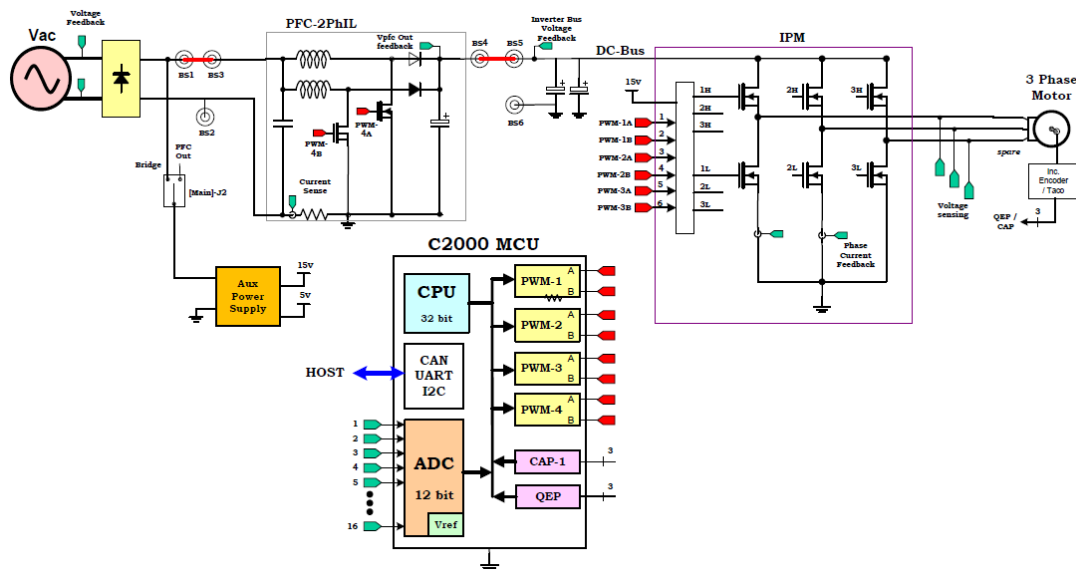 Voltage
Feedback
Vac
BS1
BS3
BS2
PFC-2PhIL
Vpfc Out
feedback
PWM-
4A
PWM-
4B
Current
Sense
BS4
BS5
Inverter Bus
Voltage
Feedback
BS6
DC-Bus
IPM
15v
PWM-1A
PWM-1B
PWM-2A
PWM-2B
PWM-3A
PWM-3B
1
2
3
4
5
6
1H
2H
3H
1L
2L
3L
2H
3H
2L
3L
Phase
Current
Feedback
3 Phase
Motor
spare
Voltage
sensing
Inc.
Encoder
/ Taco
QEP /
CAP
3
PFC
Out
Bridge
[Main]-J2
Aux
Power
Supply
15v
5v
C2000 MCU
CPU
32 bit
CAN
UART
I2C
HOST
ADC
12 bit
Vref
1
2
3
4
5
16
PWM-1
A
B
PWM-2
A
B
PWM-3
A
B
PWM-4
A
B
CAP-1
3
QEP
3